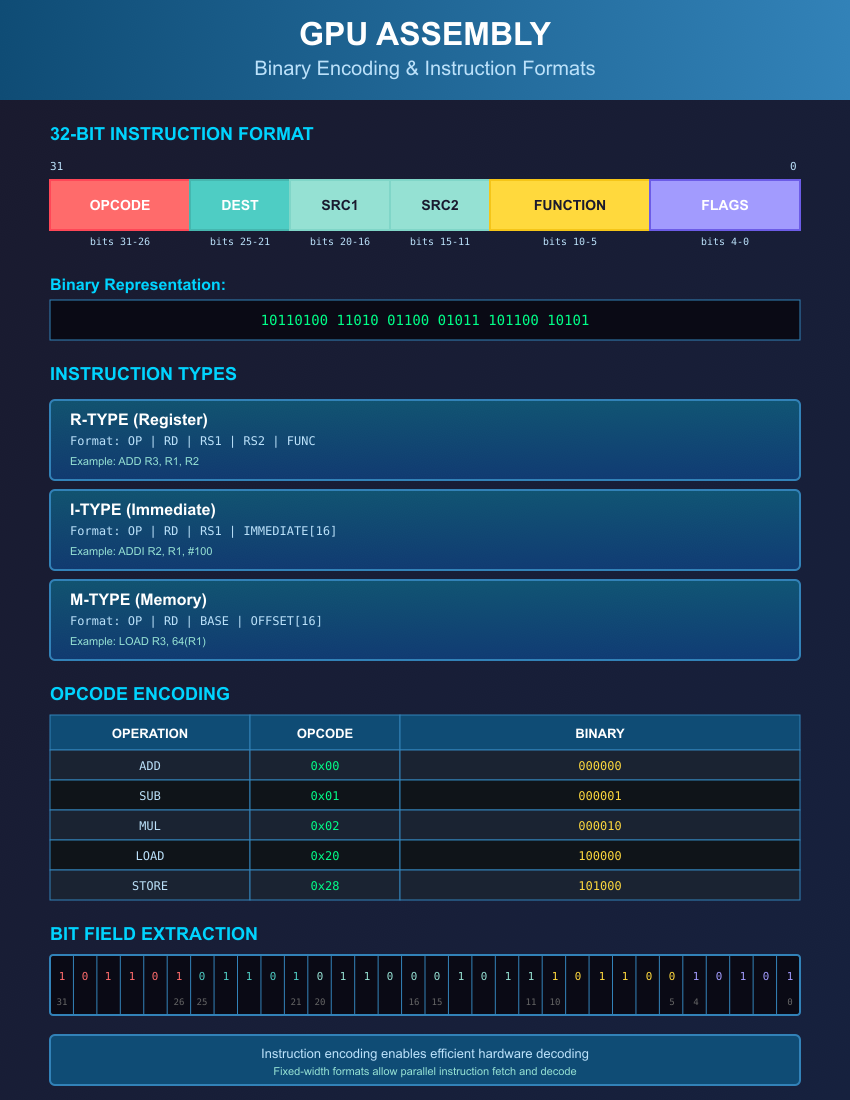 GPU ASSEMBLY
Binary Encoding & Instruction Formats
32-BIT INSTRUCTION FORMAT
31 0
OPCODE DEST SRC1 SRC2 FUNCTION FLAGS
bits 31-26 bits 25-21 bits 20-16 bits 15-11 bits 10-5 bits 4-0
Binary Representation:
10110100 11010 01100 01011 101100 10101
INSTRUCTION TYPES
R-TYPE (Register)
Format: OP | RD | RS1 | RS2 | FUNC
Example: ADD R3, R1, R2
I-TYPE (Immediate)
Format: OP | RD | RS1 | IMMEDIATE[16]
Example: ADDI R2, R1, #100
M-TYPE (Memory)
Format: OP | RD | BASE | OFFSET[16]
Example: LOAD R3, 64(R1)
OPCODE ENCODING
OPERATION OPCODE BINARY
ADD 0x00 000000
SUB 0x01 000001
MUL 0x02 000010
LOAD 0x20 100000
STORE 0x28 101000
BIT FIELD EXTRACTION
1 0 1 1 0 1 0 1 1 0 1 0 1 1 0 0 0 1 0 1 1 1 0 1 1 0 0 1 0 1 0 1
31 26 25 21 20 16 15 11 10 5 4 0
Instruction encoding enables efficient hardware decoding
Fixed-width formats allow parallel instruction fetch and decode